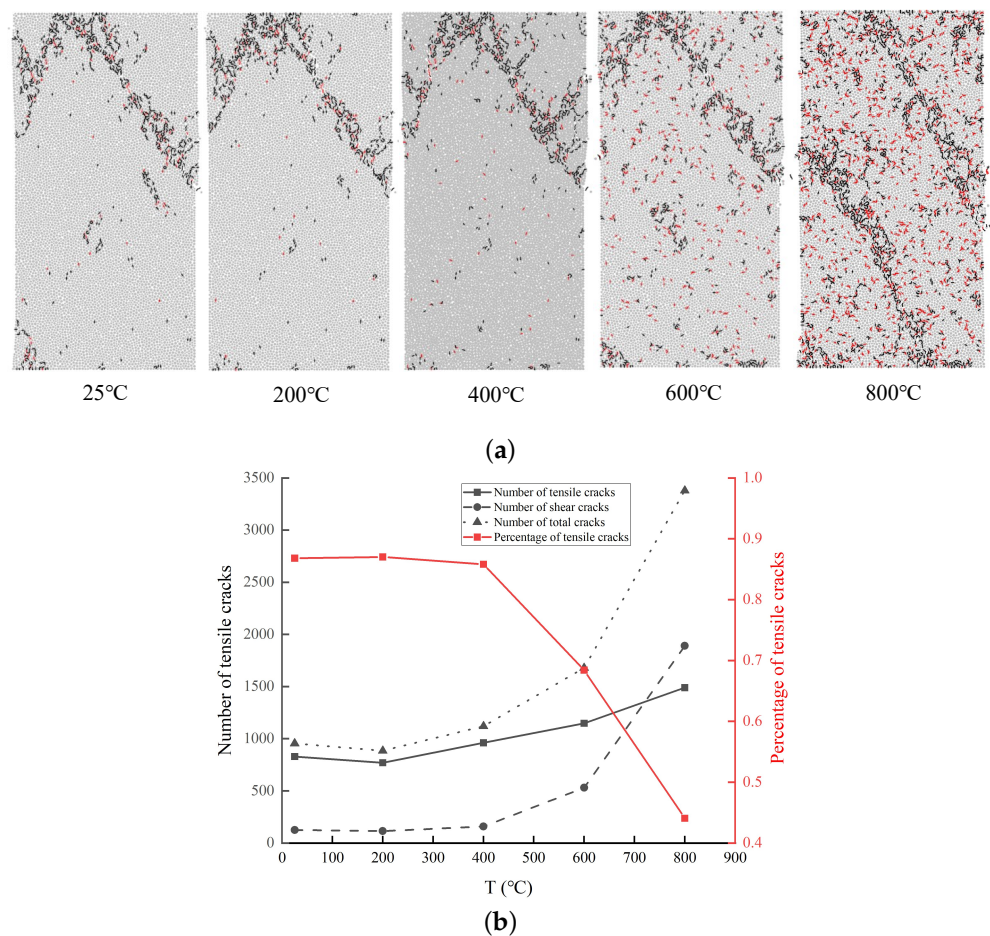 25℃ 200℃ 400℃ 600℃ 800℃
(a)
Number of tensile cracks
Number of shear cracks
Number of total cracks
Percentage of tensile cracks
3500
3000
2500
2000
1500
1000
500
0
Number of tensile cracks
1.0
0.9
0.8
0.7
0.6
0.5
0.4
Percentage of tensile cracks
0 100 200 300 400 500 600 700 800 900
T (℃)
(b)